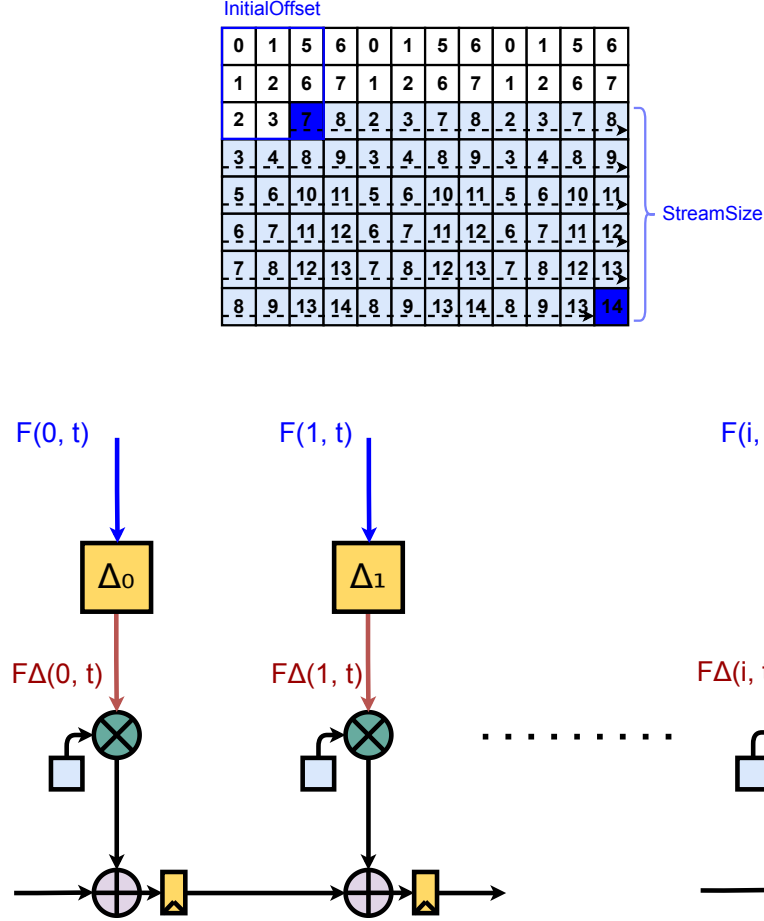 InitialOffset
0 1 5 6 0 1 5 6 0 1 5 6
1 2 6 7 1 2 6 7 1 2 6 7
2 3 7 8 2 3 7 8 2 3 7 8
3 4 8 9 3 4 8 9 3 4 8 9
5 6 10 11 5 6 10 11 5 6 10 11
StreamSize
6 7 11 12 6 7 11 12 6 7 11 12
7 8 12 13 7 8 12 13 7 8 12 13
8 9 13 14 8 9 13 14 8 9 13 14
F(0, t) F(1, t) F(i,
Δ₀ Δ₁
FΔ(0, t) FΔ(1, t) FΔ(i, t